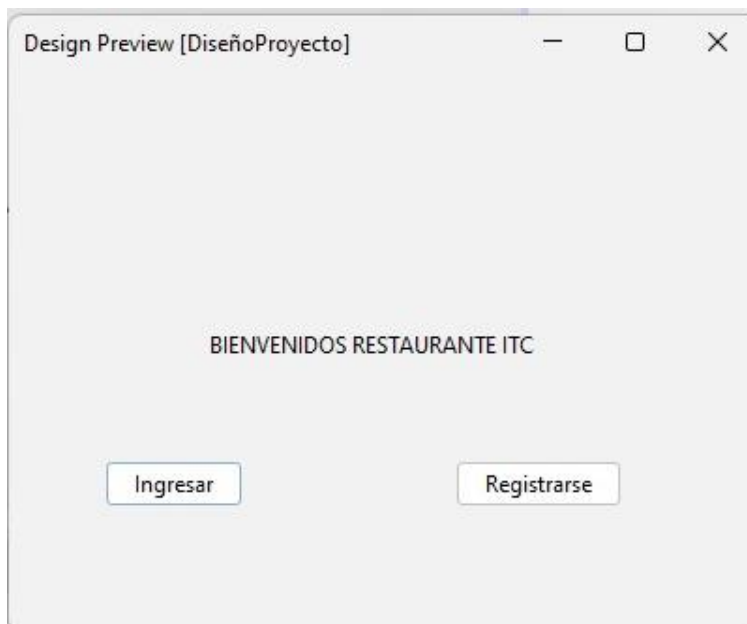 Design Preview [DiseñoProyecto]
BIENVENIDOS RESTAURANTE ITC
Ingresar
Registrarse